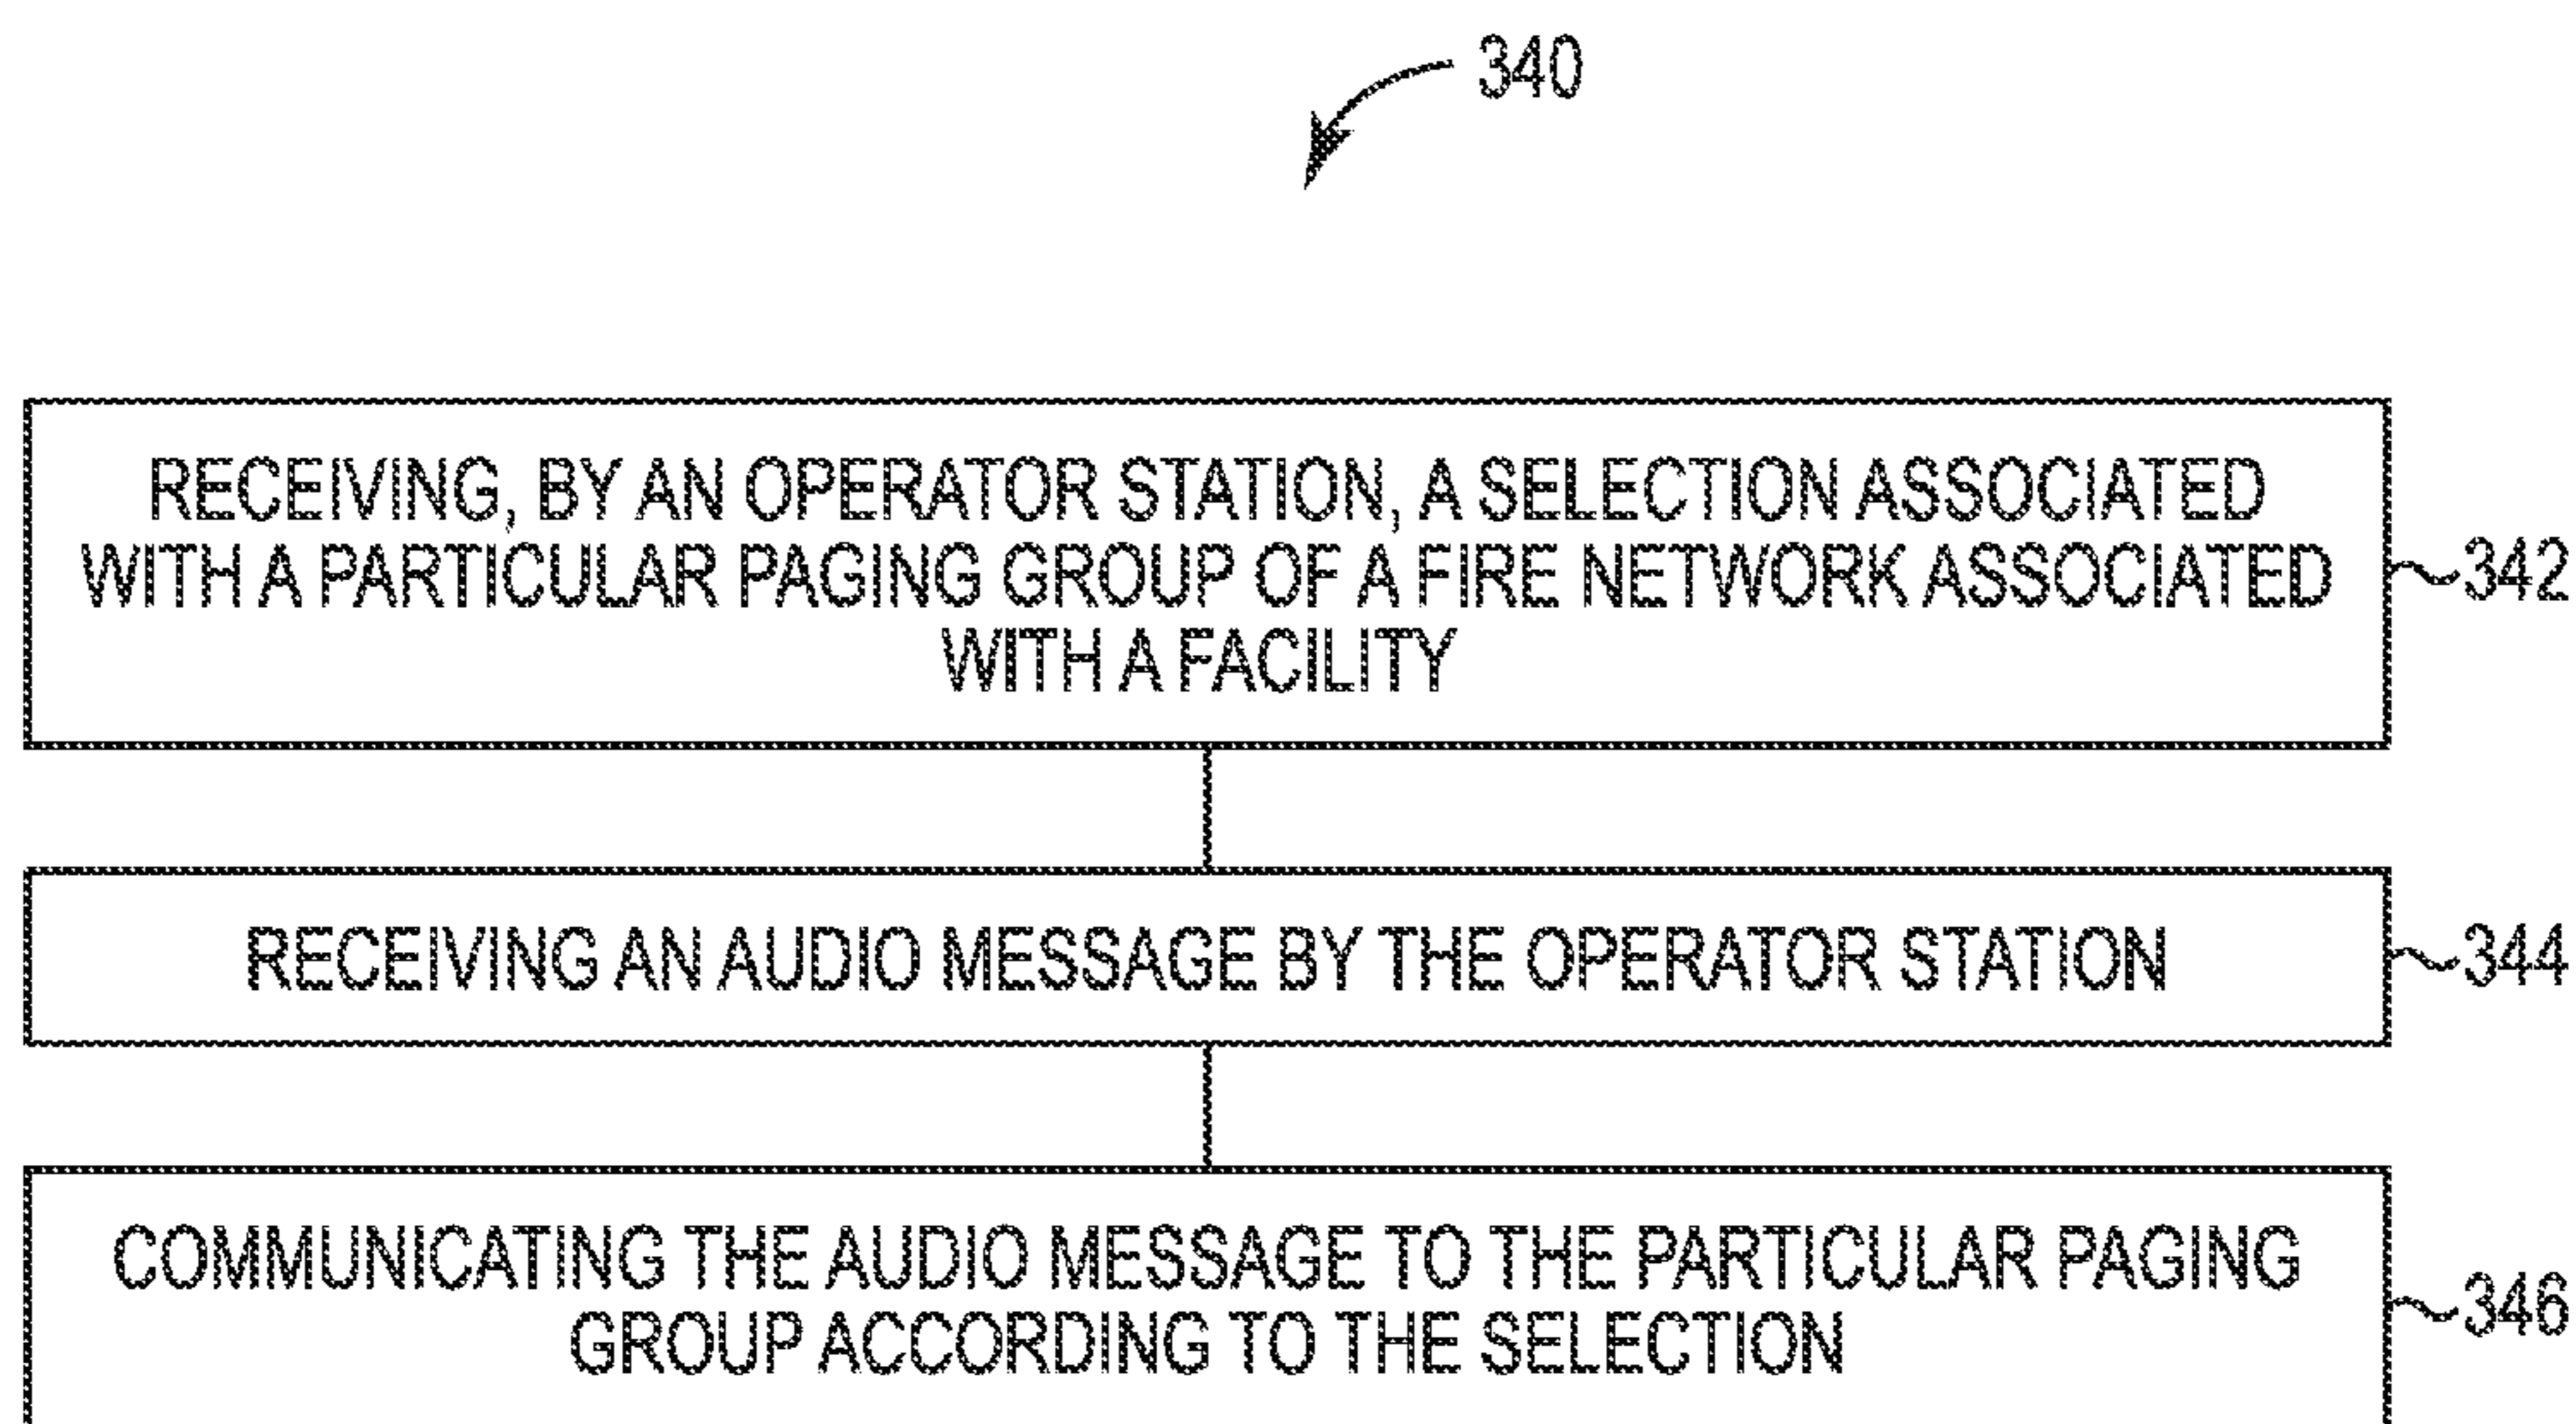 340
RECEIVING, BY AN OPERATOR STATION, A SELECTION ASSOCIATED
WITH A PARTICULAR PAGING GROUP OF A FIRE NETWORK ASSOCIATED
WITH A FACILITY
342
RECEIVING AN AUDIO MESSAGE BY THE OPERATOR STATION
344
COMMUNICATING THE AUDIO MESSAGE TO THE PARTICULAR PAGING
GROUP ACCORDING TO THE SELECTION
346